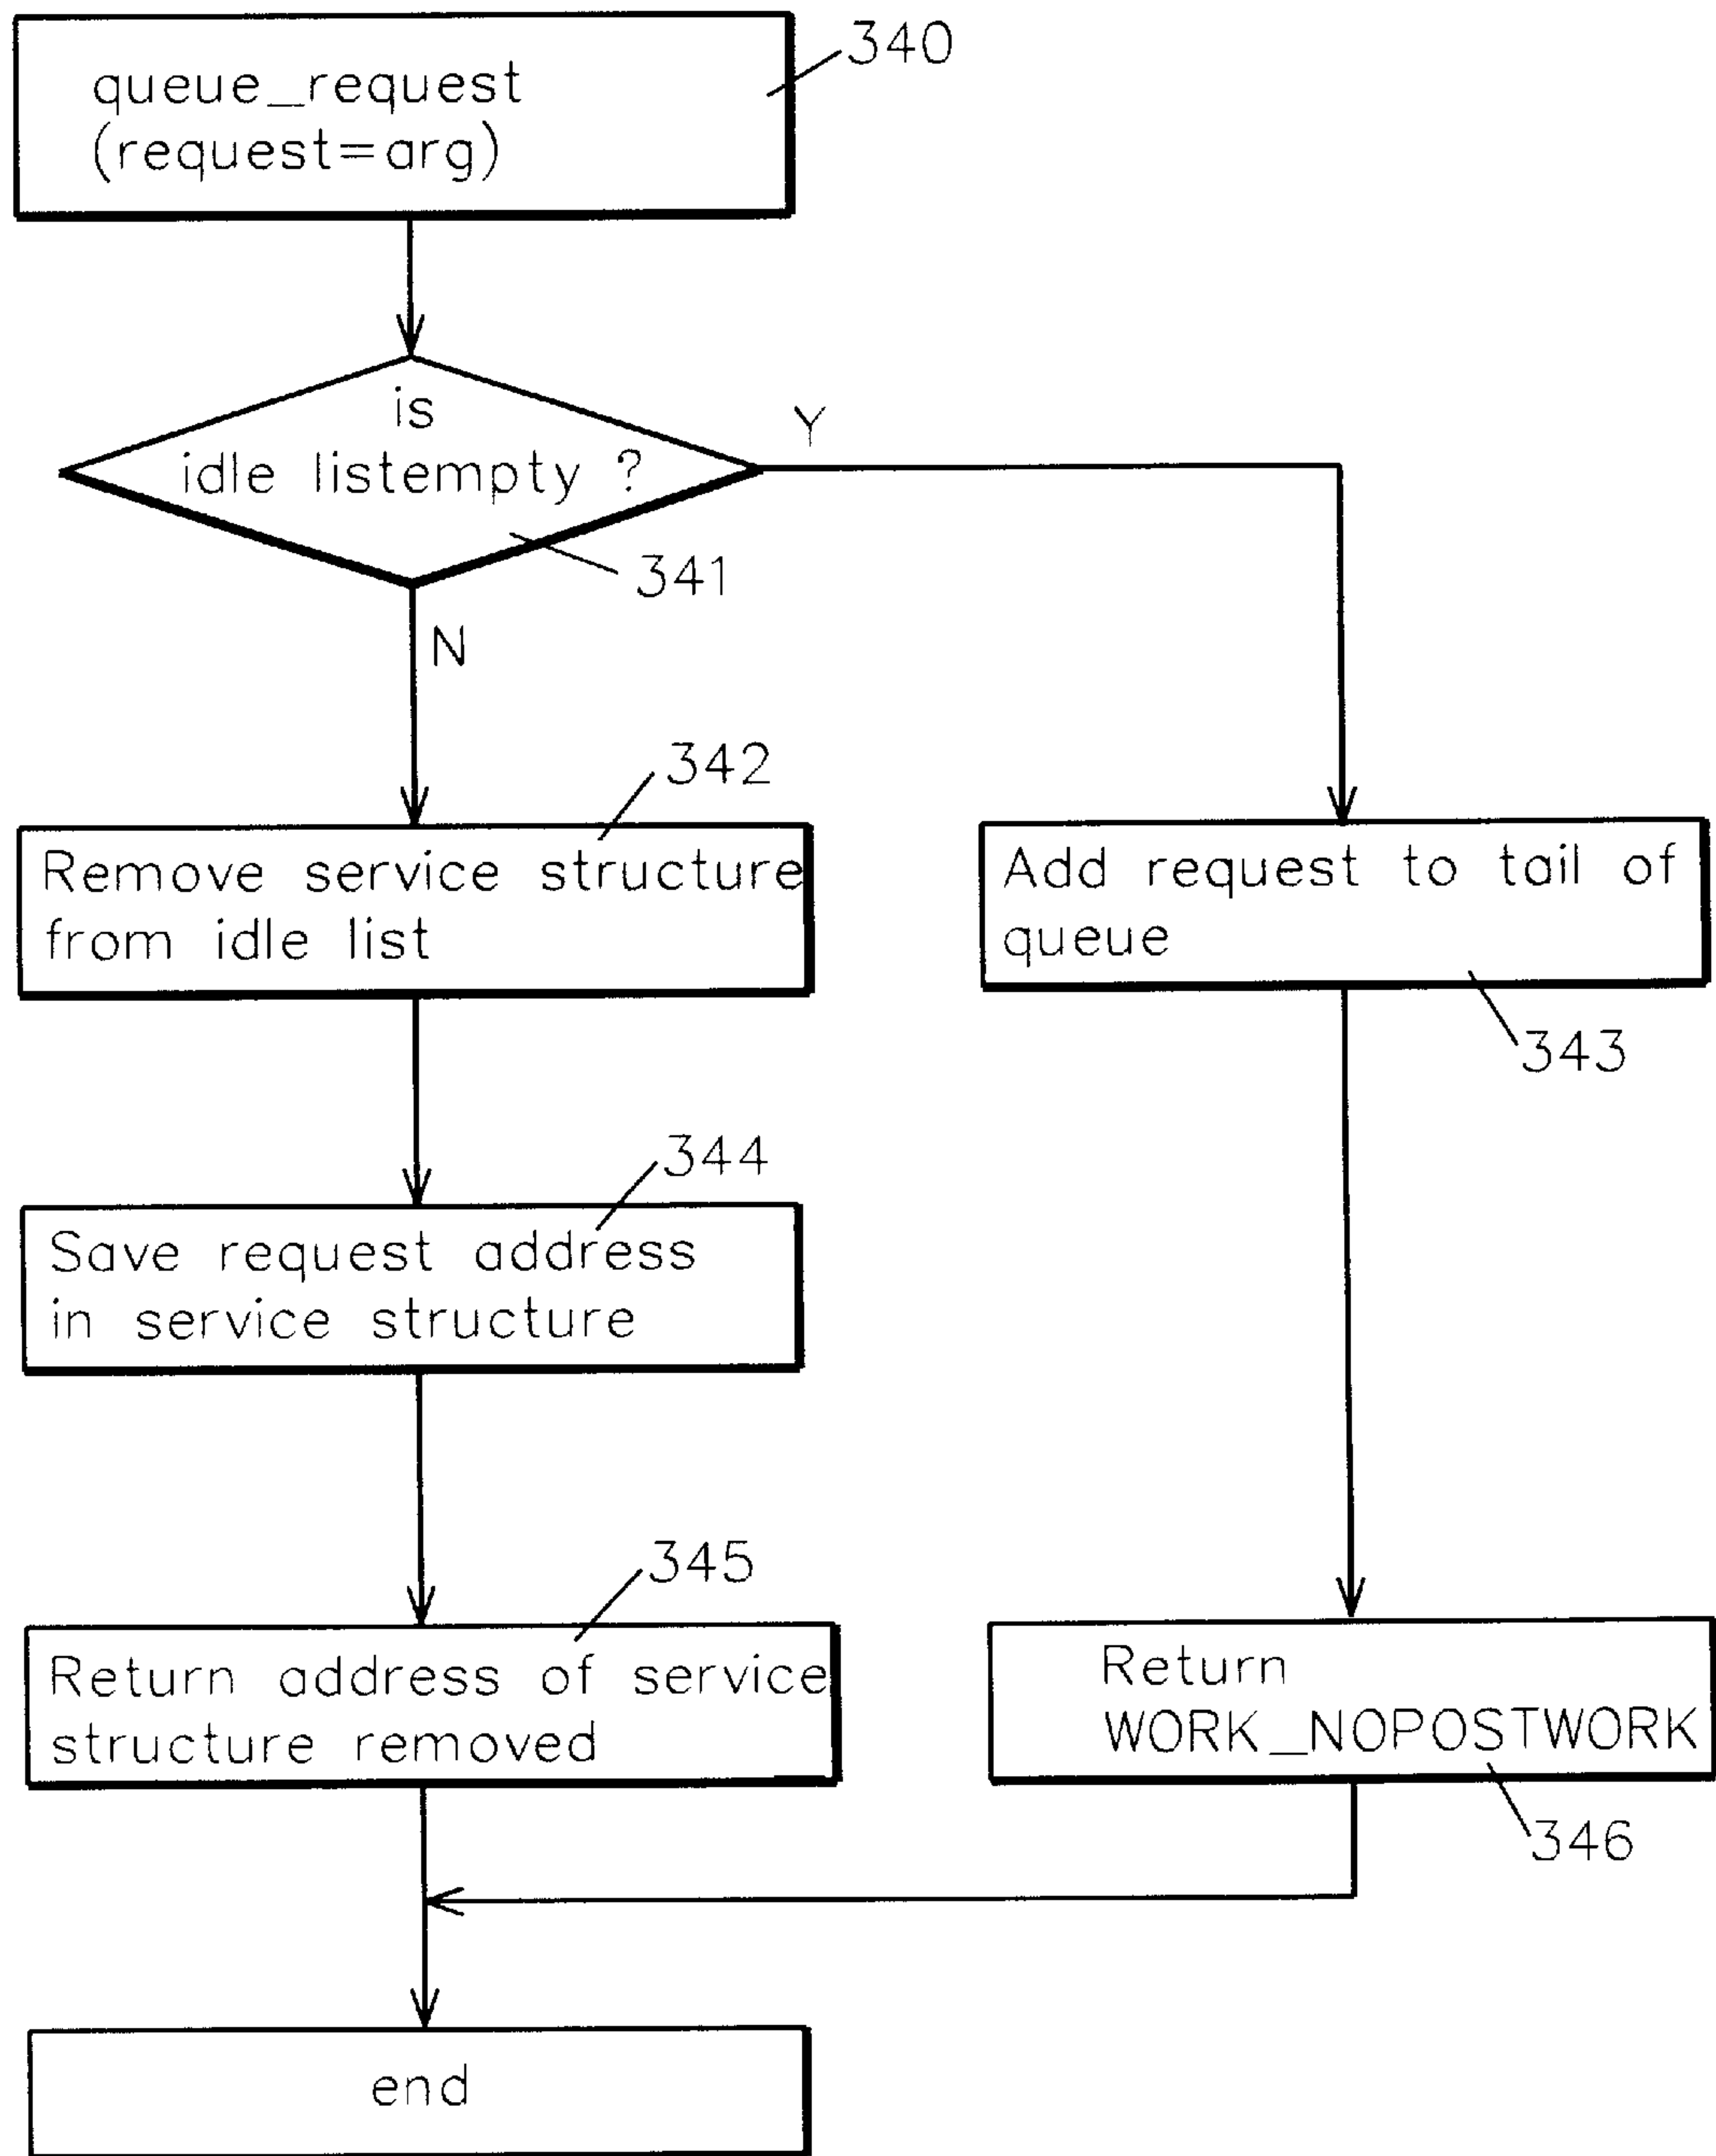 queue_request
(request=arg)
340
is
idle listempty ?
Y
341
N
342
Remove service structure
from idle list
Add request to tail of
queue
343
344
Save request address
in service structure
345
Return address of service
structure removed
Return
WORK_NOPOSTWORK
346
end